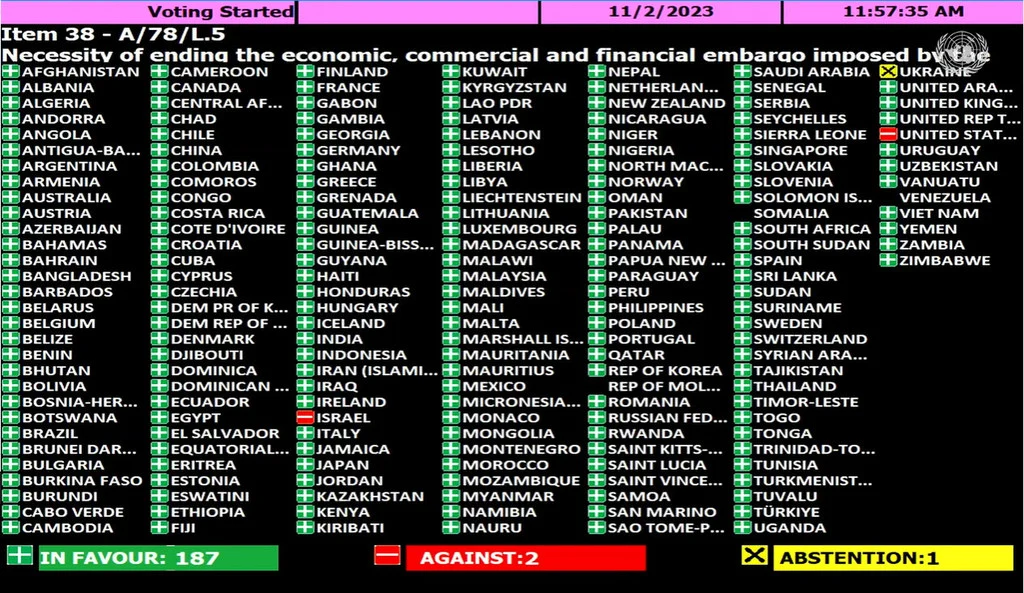 Voting Started
11/2/2023
11:57:35 AM
Item 38 - A/78/L.5
Necessity of ending the economic, commercial and financial embargo imposed by the
AFGHANISTAN
ALBANIA
ALGERIA
ANDORRA
ANGOLA
ANTIGUA-BA...
ARGENTINA
ARMENIA
AUSTRALIA
AUSTRIA
AZERBAIJAN
BAHAMAS
BAHRAIN
BANGLADESH
BARBADOS
BELARUS
BELGIUM
BELIZE
BENIN
BHUTAN
BOLIVIA
BOSNIA-HER...
BOTSWANA
BRAZIL
BRUNEI DAR...
BULGARIA
BURKINA FASO
BURUNDI
CABO VERDE
CAMBODIA
CAMEROON
CANADA
CENTRAL AF...
CHAD
CHILE
CHINA
COLOMBIA
COMOROS
CONGO
COSTA RICA
COTE D'IVOIRE
CROATIA
CUBA
CYPRUS
CZECHIA
DEM PR OF K...
DEM REP OF ...
DENMARK
DJIBOUTI
DOMINICA
DOMINICAN ...
ECUADOR
EGYPT
EL SALVADOR
EQUATORIAL...
ERITREA
ESTONIA
ESWATINI
ETHIOPIA
FIJI
FINLAND
FRANCE
GABON
GAMBIA
GEORGIA
GERMANY
GHANA
GREECE
GRENADA
GUATEMALA
GUINEA
GUINEA-BISS...
GUYANA
HAITI
HONDURAS
HUNGARY
ICELAND
INDIA
INDONESIA
IRAN (ISLAMI...
IRAQ
IRELAND
ISRAEL
ITALY
JAMAICA
JAPAN
JORDAN
KAZAKHSTAN
KENYA
KIRIBATI
KUWAIT
KYRGYZSTAN
LAO PDR
LATVIA
LEBANON
LESOTHO
LIBERIA
LIBYA
LIECHTENSTEIN
LITHUANIA
LUXEMBOURG
MADAGASCAR
MALAWI
MALAYSIA
MALDIVES
MALI
MALTA
MARSHALL IS...
MAURITANIA
MAURITIUS
MEXICO
MICRONESIA...
MONACO
MONGOLIA
MONTENEGRO
MOROCCO
MOZAMBIQUE
MYANMAR
NAMIBIA
NAURU
NEPAL
NETHERLAN...
NEW ZEALAND
NICARAGUA
NIGER
NIGERIA
NORTH MAC...
NORWAY
OMAN
PAKISTAN
PALAU
PANAMA
PAPUA NEW ...
PARAGUAY
PERU
PHILIPPINES
POLAND
PORTUGAL
QATAR
REP OF KOREA
REP OF MOL...
ROMANIA
RUSSIAN FED...
RWANDA
SAINT KITTS-...
SAINT LUCIA
SAINT VINCE...
SAMOA
SAN MARINO
SAO TOME-P...
SAUDI ARABIA
SENEGAL
SERBIA
SEYCHELLES
SIERRA LEONE
SINGAPORE
SLOVAKIA
SLOVENIA
SOLOMON IS...
SOMALIA
SOUTH AFRICA
SOUTH SUDAN
SPAIN
SRI LANKA
SUDAN
SURINAME
SWEDEN
SWITZERLAND
SYRIAN ARA...
TAJIKISTAN
THAILAND
TIMOR-LESTE
TOGO
TONGA
TRINIDAD-TO...
TUNISIA
TURKMENIST...
TUVALU
TÜRKIYE
UGANDA
UKRAINE
UNITED ARA...
UNITED KING...
UNITED REP T...
UNITED STAT...
URUGUAY
UZBEKISTAN
VANUATU
VENEZUELA
VIET NAM
YEMEN
ZAMBIA
ZIMBABWE
IN FAVOUR: 187
AGAINST:2
ABSTENTION:1